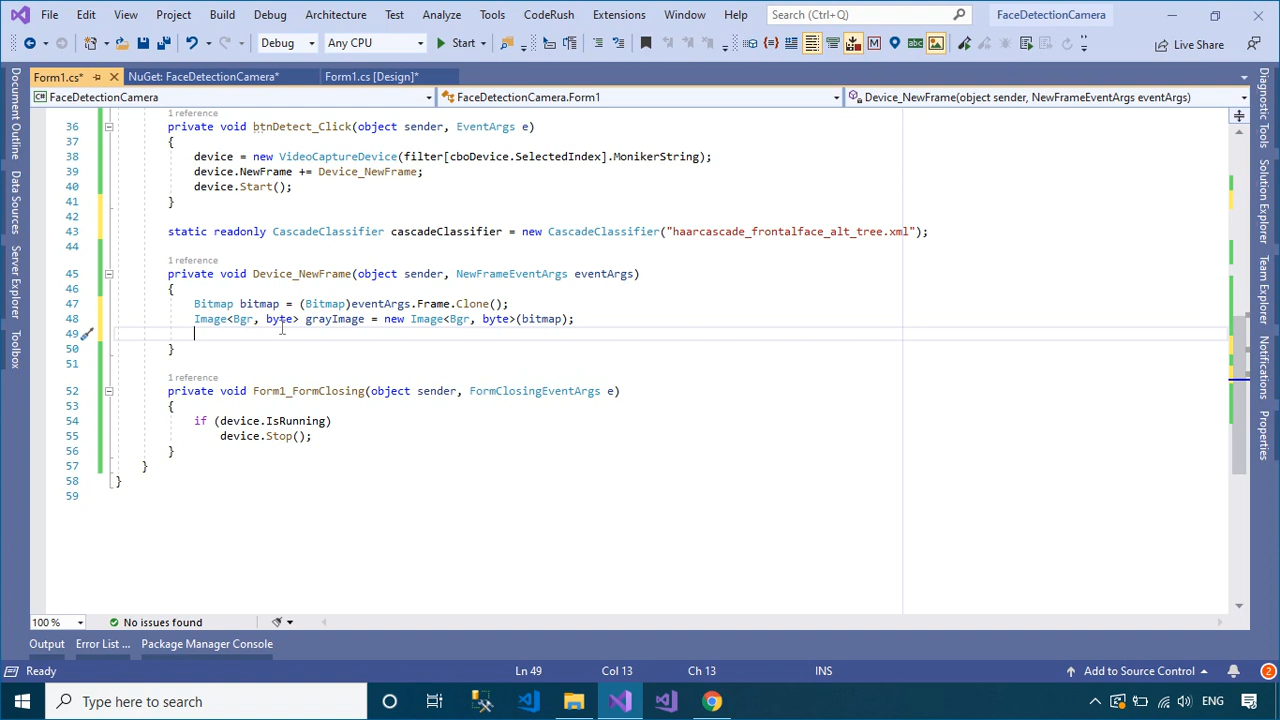 File Edit View Project Build Debug Architecture Test Analyze Tools CodeRush Extensions Window Help Search (Ctrl+Q) FaceDetectionCamera
Debug Any CPU Start Live Share
Form1.cs* NuGet: FaceDetectionCamera* Form1.cs [Design]*
FaceDetectionCamera FaceDetectionCamera.Form1 Device_NewFrame(object sender, NewFrameEventArgs eventArgs)
Document Outline
Data Sources
Server Explorer
Toolbox
1 reference
36 private void btnDetect_Click(object sender, EventArgs e)
37 {
38 device = new VideoCaptureDevice(filter[cboDevice.SelectedIndex].MonikerString);
39 device.NewFrame += Device_NewFrame;
40 device.Start();
41 }
42
43 static readonly CascadeClassifier cascadeClassifier = new CascadeClassifier("haarcascade_frontalface_alt_tree.xml");
44
1 reference
45 private void Device_NewFrame(object sender, NewFrameEventArgs eventArgs)
46 {
47 Bitmap bitmap = (Bitmap)eventArgs.Frame.Clone();
48 Image<Bgr, byte> grayImage = new Image<Bgr, byte>(bitmap);
49
50 }
51
1 reference
52 private void Form1_FormClosing(object sender, FormClosingEventArgs e)
53 {
54 if (device.IsRunning)
55 device.Stop();
56 }
57 }
58 }
59
Diagnostic Tools
Solution Explorer
Team Explorer
Notifications
Properties
100 % No issues found
Output Error List ... Package Manager Console
Ready Ln 49 Col 13 Ch 13 INS Add to Source Control 2
Type here to search ENG